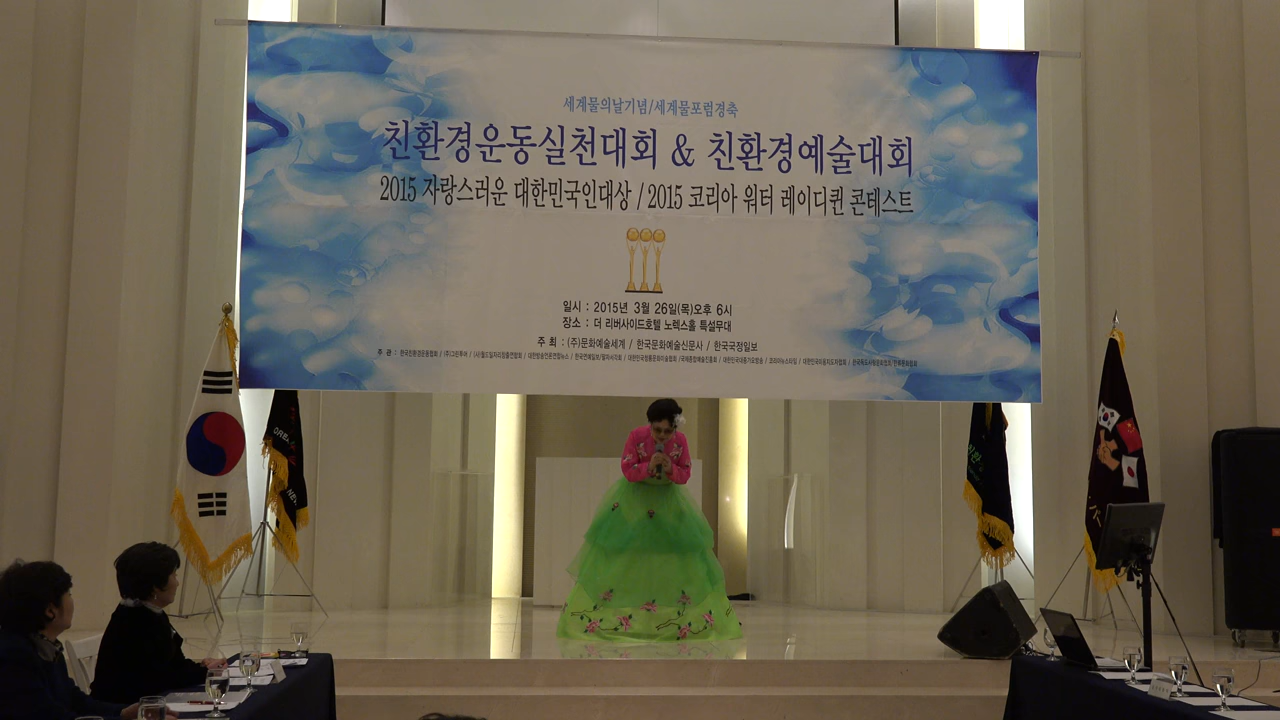 세계물의날기념/세계물포럼경축
친환경운동실천대회 & 친환경예술대회
2015 자랑스러운 대한민국인대상 / 2015 코리아 워터 레이디퀸 콘테스트
일시 : 2015년 3월 26일(목)오후 6시
장소 : 더 리버사이드호텔 노렉스홀 특설무대
주 최 : (주)문화예술세계 / 한국문화예술신문사 / 한국국정일보
주 관 :